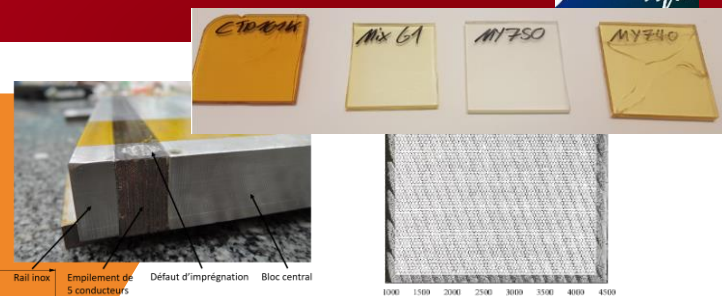 CTD101K
Mix 61
MY750
MY740
Rail inox
Empilement de
5 conducteurs
Défaut d'imprégnation
Bloc central
1000 1500 2000 2500 3000 3500 4000 4500